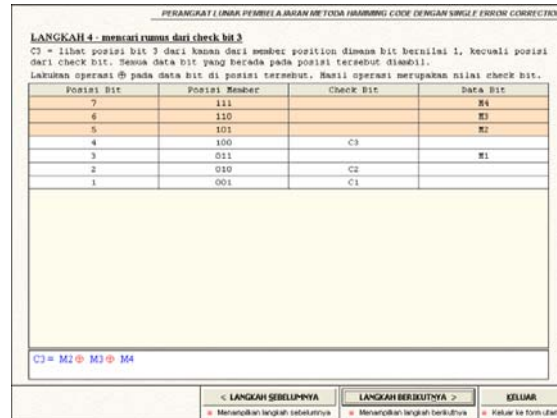 PERANGKAT LUNAK PEMBELAJARAN METODA HAMMING CODE DENGAN SINGLE ERROR CORRECTION
LANGKAH 4 - mencari rumus dari check bit 3
C3 = lihat posisi bit 3 dari kanan dari member position dimana bit bernilai 1, kecuali posisi
dari check bit. Semua data bit yang berada pada posisi tersebut diambil.
Lakukan operasi ⊕ pada data bit di posisi tersebut. Hasil operasi merupakan nilai check bit.
Posisi Bit Posisi Member Check Bit Data Bit
7 111 M4
6 110 M3
5 101 M2
4 100 C3
3 011 M1
2 010 C2
1 001 C1
C3 = M2 ⊕ M3 ⊕ M4
< LANGKAH SEBELUMNYA LANGKAH BERIKUTNYA > KELUAR
Menampilkan langkah sebelumnya Menampilkan langkah berikutnya Keluar ke form